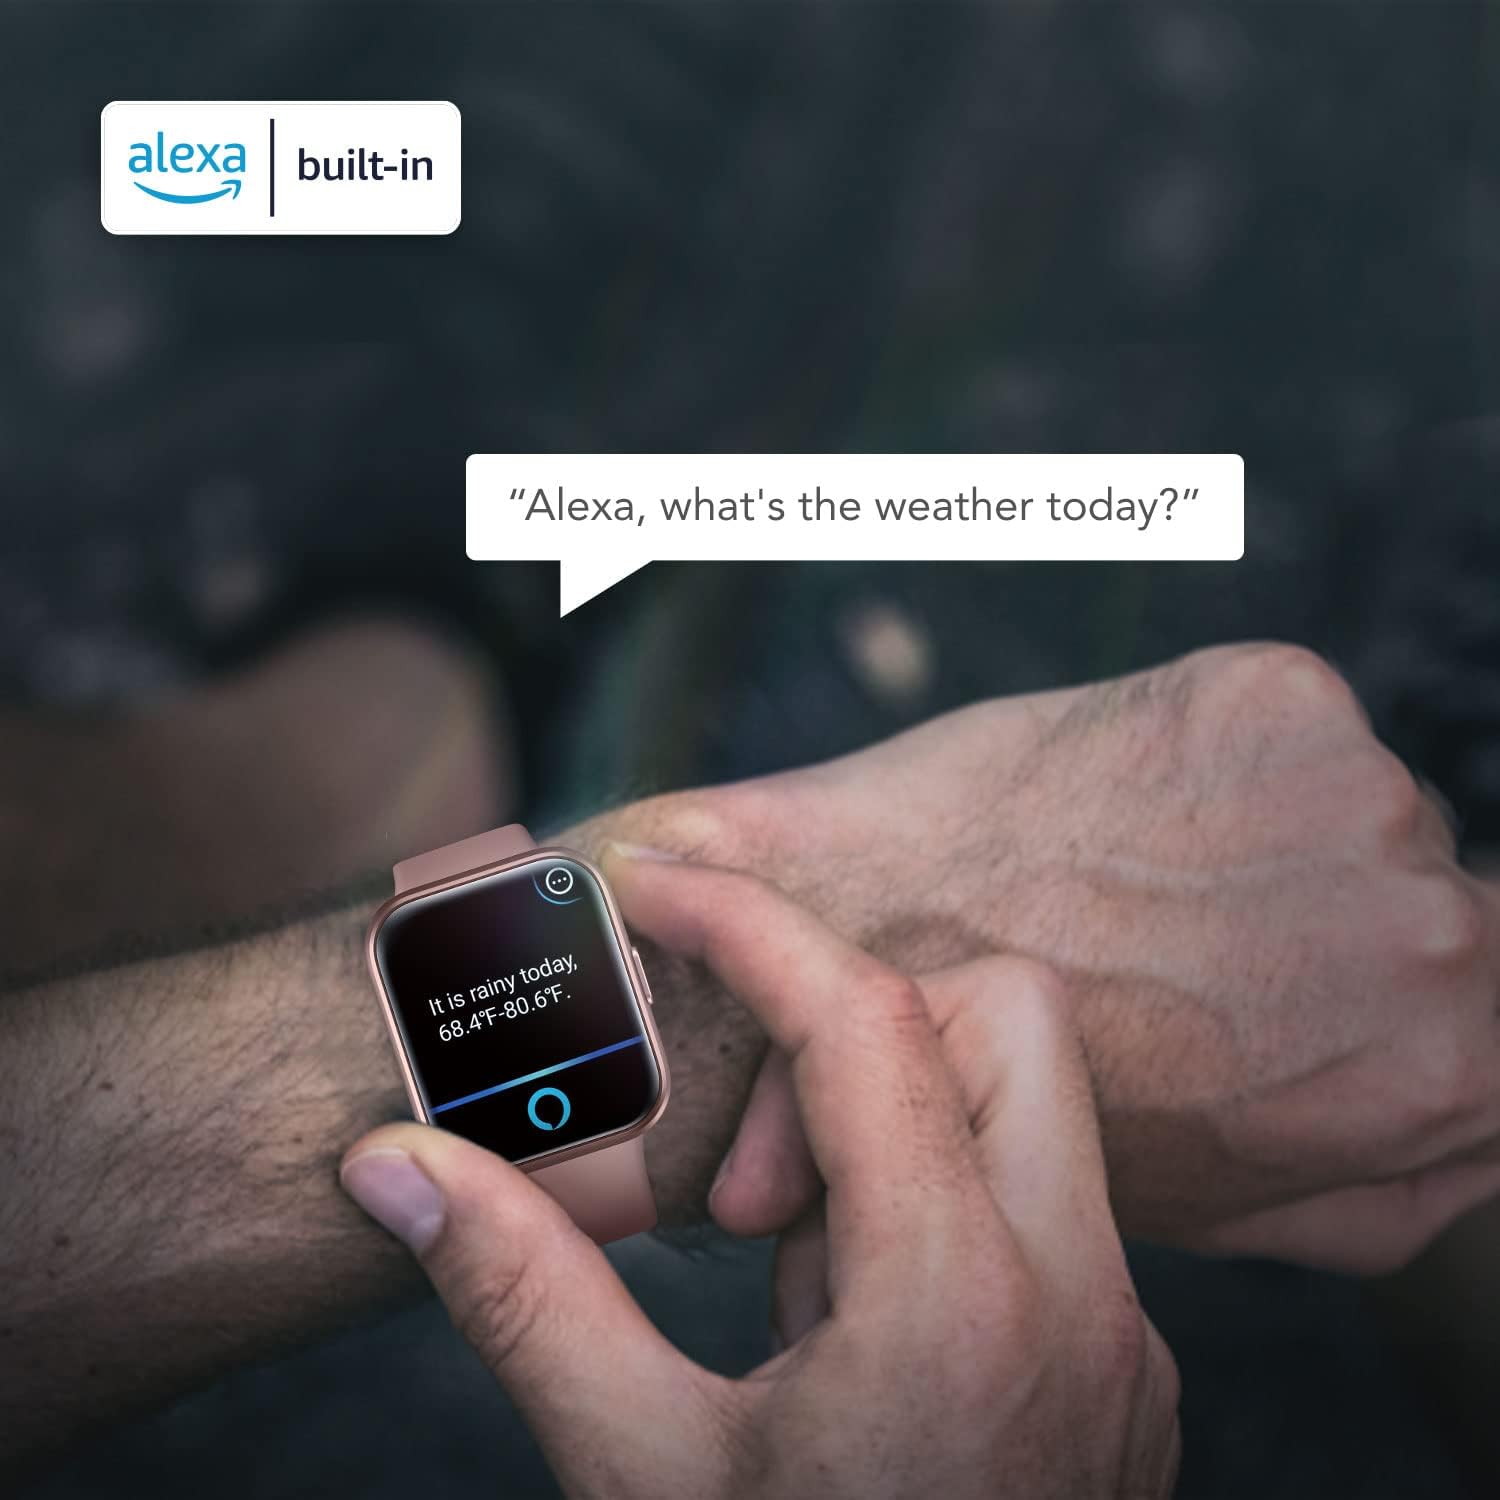 alexa built-in
“Alexa, what's the weather today?”
It is rainy today,
68.4℉-80.6℉.